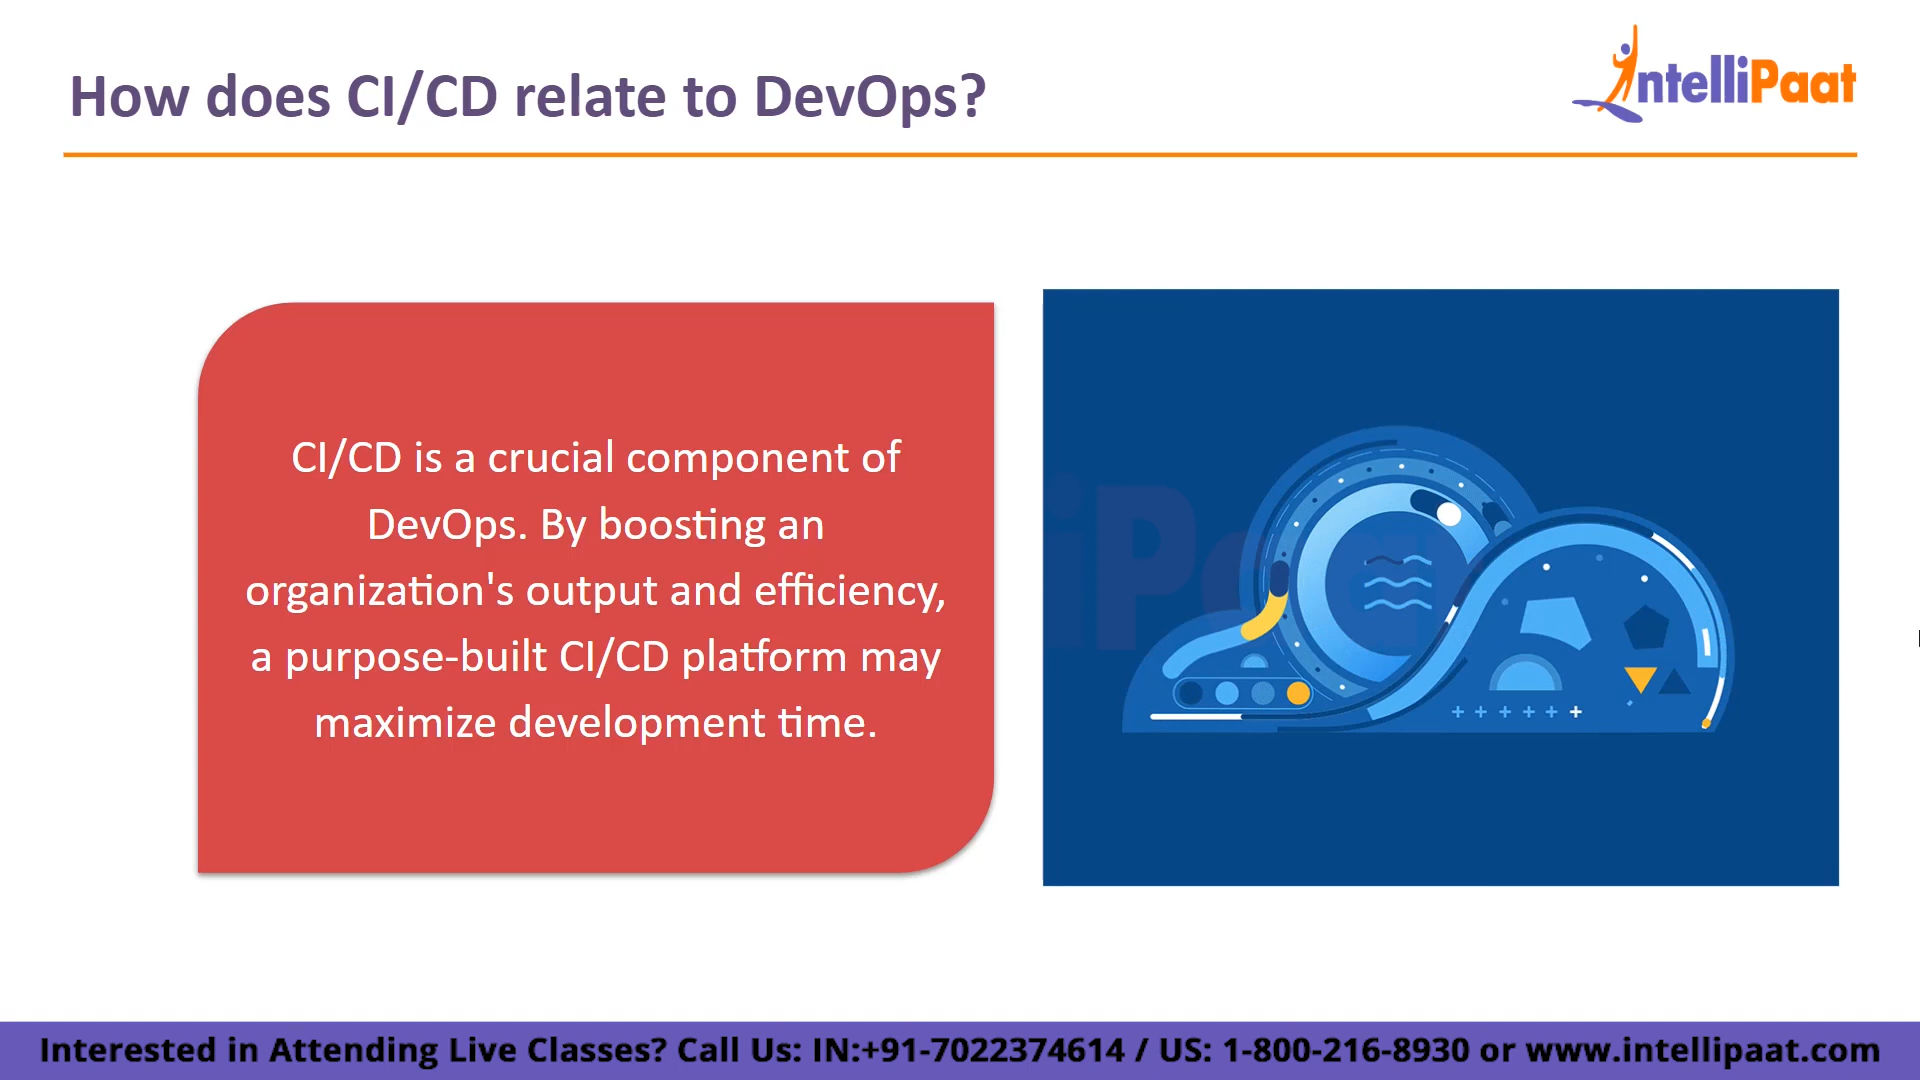 How does CI/CD relate to DevOps?
IntelliPaat
CI/CD is a crucial component of
DevOps. By boosting an
organization's output and efficiency,
a purpose-built CI/CD platform may
maximize development time.
iPaat
Interested in Attending Live Classes? Call Us: IN:+91-7022374614 / US: 1-800-216-8930 or www.intellipaat.com